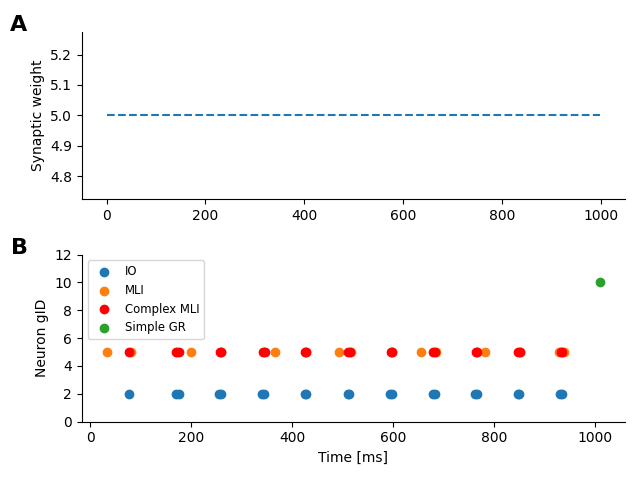 A
Synaptic weight
5.2
5.1
5.0
4.9
4.8
0 200 400 600 800 1000
B
Neuron gID
12
10
8
6
4
2
0
IO
MLI
Complex MLI
Simple GR
0 200 400 600 800 1000
Time [ms]